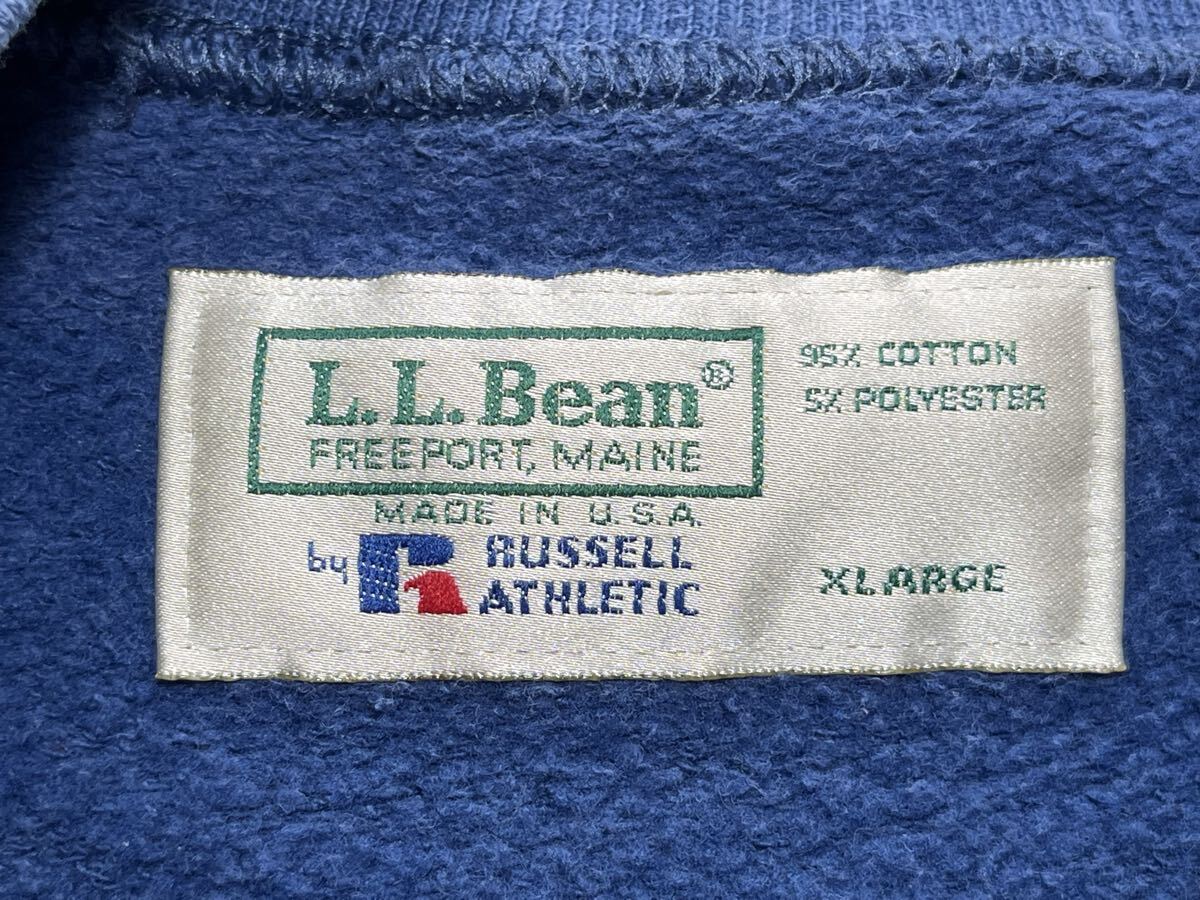 L.L.Bean®
FREEPORT, MAINE
MADE IN U.S.A.
by RUSSELL
ATHLETIC
95% COTTON
5% POLYESTER
XLARGE